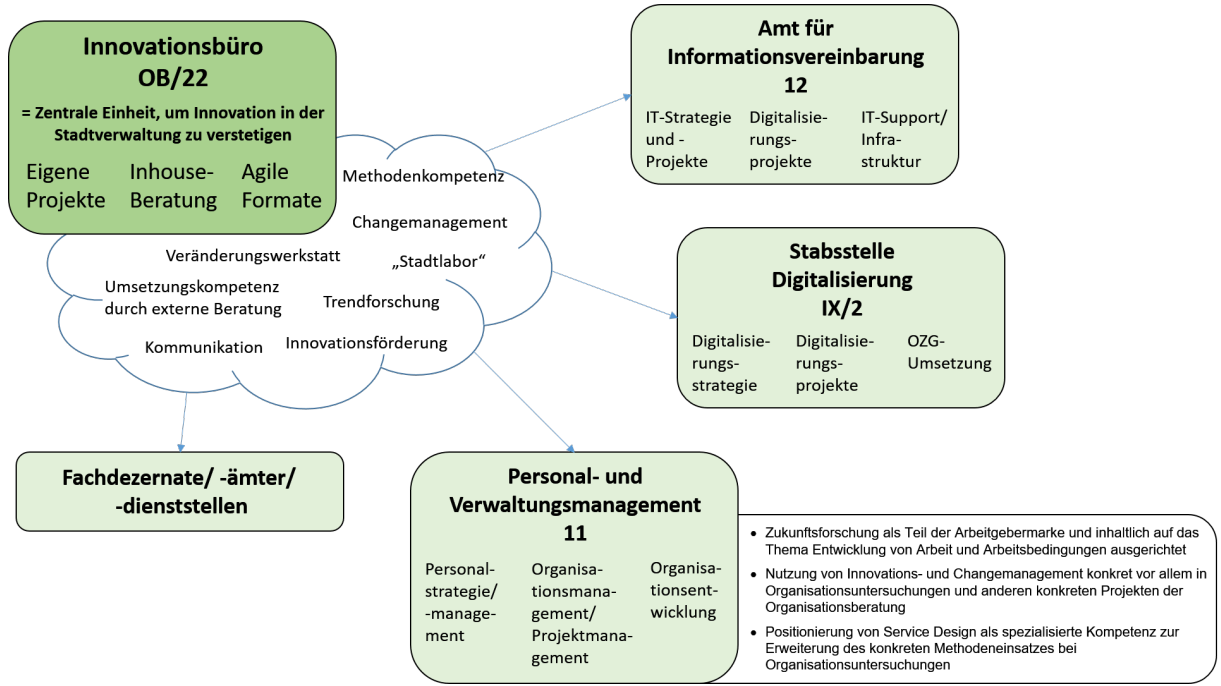 Innovationsbüro
OB/22
= Zentrale Einheit, um Innovation in der
Stadtverwaltung zu verstetigen
Eigene
Projekte
Inhouse-
Beratung
Agile
Formate
Methodenkompetenz
Changemanagement
Veränderungswerkstatt
„Stadtlabor“
Umsetzungskompetenz
durch externe Beratung
Trendforschung
Kommunikation
Innovationsförderung
Amt für
Informationsvereinbarung
12
IT-Strategie
und -
Projekte
Digitalisie-
rungs-
projekte
IT-Support/
Infra-
struktur
Stabsstelle
Digitalisierung
IX/2
Digitalisie-
rungs-
strategie
Digitalisie-
rungs-
projekte
OZG-
Umsetzung
Fachdezernate/ -ämter/
-dienststellen
Personal- und
Verwaltungsmanagement
11
Personal-
strategie/
-manage-
ment
Organisa-
tionsmana-
gement/
Projektmana-
gement
Organisa-
tionsent-
wicklung
• Zukunftsforschung als Teil der Arbeitgebermarke und inhaltlich auf das
Thema Entwicklung von Arbeit und Arbeitsbedingungen ausgerichtet
• Nutzung von Innovations- und Changemanagement konkret vor allem in
Organisationsuntersuchungen und anderen konkreten Projekten der
Organisationsberatung
• Positionierung von Service Design als spezialisierte Kompetenz zur
Erweiterung des konkreten Methodeneinsatzes bei
Organisationsuntersuchungen